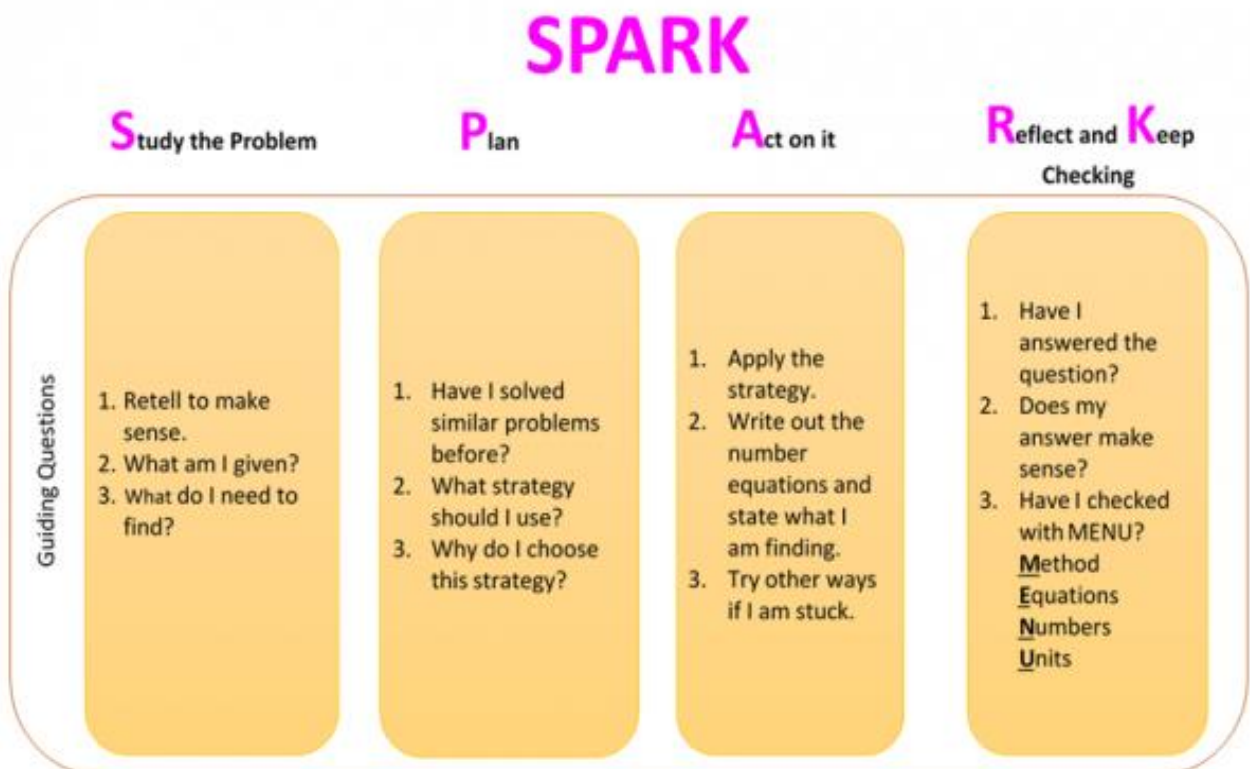 SPARK
Study the Problem
Plan
Act on it
Reflect and Keep
Checking
Guiding Questions
1. Retell to make
sense.
2. What am I given?
3. What do I need to
find?
1. Have I solved
similar problems
before?
2. What strategy
should I use?
3. Why do I choose
this strategy?
1. Apply the
strategy.
2. Write out the
number
equations and
state what I
am finding.
3. Try other ways
if I am stuck.
1. Have I
answered the
question?
2. Does my
answer make
sense?
3. Have I checked
with MENU?
Method
Equations
Numbers
Units